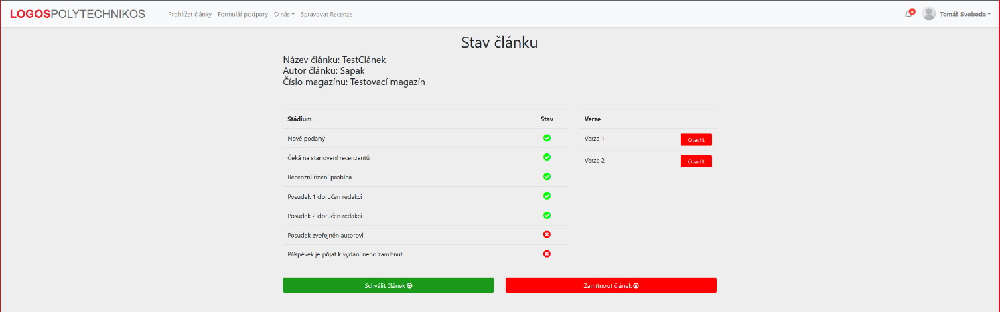 LOGOSPOLYTECHNIKOS Prohlížet články Formulář podpory O nás Spravovat Recenze 0 Tomáš Svoboda
Stav článku
Název článku: TestClánek
Autor článku: Sapak
Číslo magazínu: Testovací magazín
Stádium Stav Verze
Nově podaný Verze 1 Otevřít
Čeká na stanovení recenzentů Verze 2 Otevřít
Recenzní řízení probíhá
Posudek 1 doručen redakci
Posudek 2 doručen redakci
Posudek zveřejněn autorovi
Příspěvek je přijat k vydání nebo zamítnut
Schválit článek Zamítnout článek